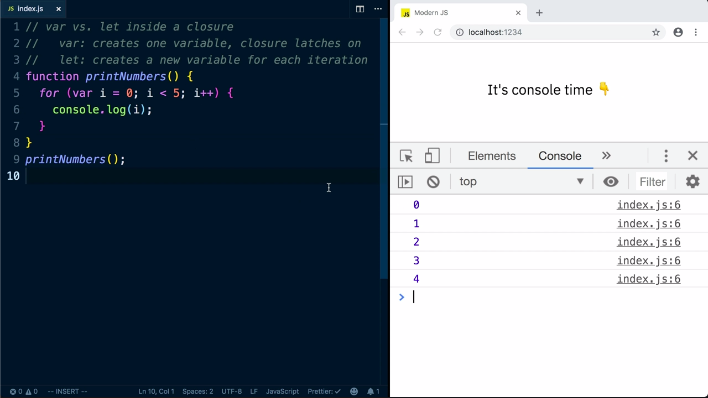 JS index.js ×
1 // var vs. let inside a closure
2 //   var: creates one variable, closure latches on
3 //   let: creates a new variable for each iteration
4 function printNumbers() {
5   for (var i = 0; i < 5; i++) {
6     console.log(i);
7   }
8 }
9 printNumbers();
10
0 0 -- INSERT -- Ln 10, Col 1 Spaces: 2 UTF-8 LF JavaScript Prettier: ✓ 1
JS Modern JS × +
localhost:1234
It's console time 👇
Elements Console »
top ▼ Filter
0 index.js:6
1 index.js:6
2 index.js:6
3 index.js:6
4 index.js:6
>